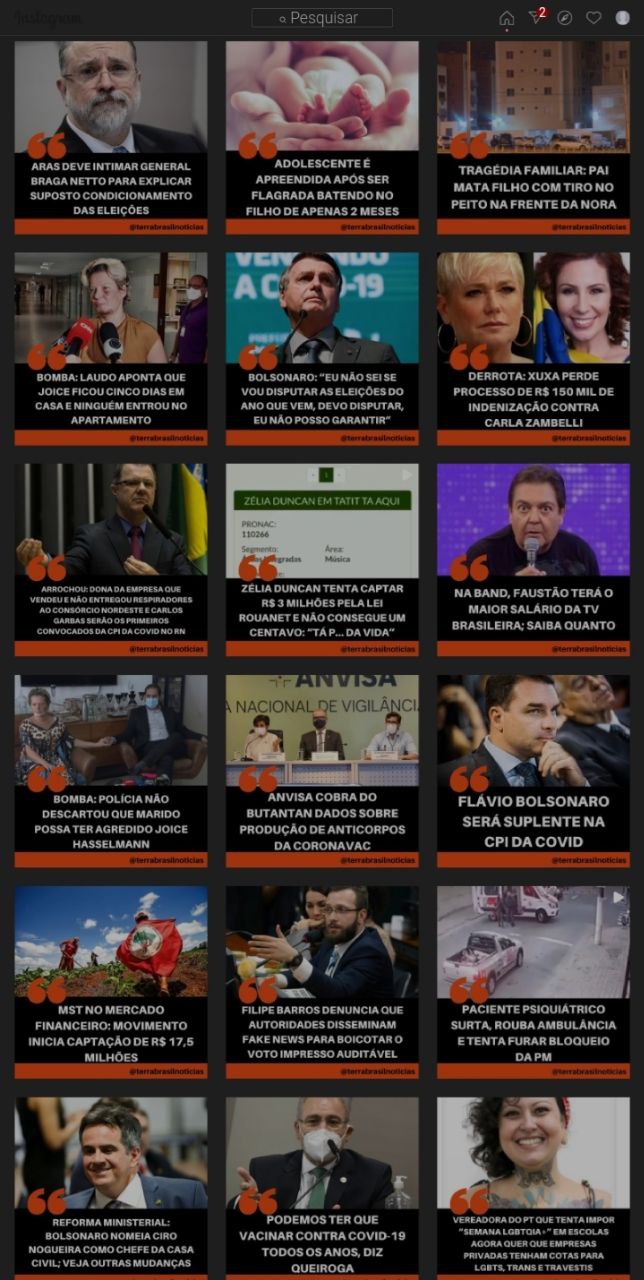 Instagram
Pesquisar
2
ARAS DEVE INTIMAR GENERAL
BRAGA NETTO PARA EXPLICAR
SUPOSTO CONDICIONAMENTO
DAS ELEIÇÕES
@terrabrasilnoticias
ADOLESCENTE É
APREENDIDA APÓS SER
FLAGRADA BATENDO NO
FILHO DE APENAS 2 MESES
@terrabrasilnoticias
TRAGÉDIA FAMILIAR: PAI
MATA FILHO COM TIRO NO
PEITO NA FRENTE DA NORA
@terrabrasilnoticias
CNN
BOMBA: LAUDO APONTA QUE
JOICE FICOU CINCO DIAS EM
CASA E NINGUÉM ENTROU NO
APARTAMENTO
@terrabrasilnoticias
A CO
D-19
BOLSONARO: “EU NÃO SEI SE
VOU DISPUTAR AS ELEIÇÕES DO
ANO QUE VEM, DEVO DISPUTAR,
EU NÃO POSSO GARANTIR”
@terrabrasilnoticias
DERROTA: XUXA PERDE
PROCESSO DE R$ 150 MIL DE
INDENIZAÇÃO CONTRA
CARLA ZAMBELLI
@terrabrasilnoticias
ARROCHOU: DONA DA EMPRESA QUE
VENDEU E NÃO ENTREGOU RESPIRADORES
AO CONSÓRCIO NORDESTE E CARLOS
GARBAS SERÃO OS PRIMEIROS
CONVOCADOS DA CPI DA COVID NO RN
@terrabrasilnoticias
1
ZÉLIA DUNCAN EM TATIT TA AQUI
PRONAC:
110266
Segmento:
Área:
Música
ZÉLIA DUNCAN TENTA CAPTAR
R$ 3 MILHÕES PELA LEI
ROUANET E NÃO CONSEGUE UM
CENTAVO: “TÁ P... DA VIDA”
@terrabrasilnoticias
NA BAND, FAUSTÃO TERÁ O
MAIOR SALÁRIO DA TV
BRASILEIRA; SAIBA QUANTO
@terrabrasilnoticias
BOMBA: POLÍCIA NÃO
DESCARTOU QUE MARIDO
POSSA TER AGREDIDO JOICE
HASSELMANN
@terrabrasilnoticias
ANVISA
A NACIONAL DE VIGILÂNCI
ANVISA COBRA DO
BUTANTAN DADOS SOBRE
PRODUÇÃO DE ANTICORPOS
DA CORONAVAC
@terrabrasilnoticias
FLÁVIO BOLSONARO
SERÁ SUPLENTE NA
CPI DA COVID
@terrabrasilnoticias
MST NO MERCADO
FINANCEIRO: MOVIMENTO
INICIA CAPTAÇÃO DE R$ 17,5
MILHÕES
@terrabrasilnoticias
FILIPE BARROS DENUNCIA QUE
AUTORIDADES DISSEMINAM
FAKE NEWS PARA BOICOTAR O
VOTO IMPRESSO AUDITÁVEL
@terrabrasilnoticias
PACIENTE PSIQUIÁTRICO
SURTA, ROUBA AMBULÂNCIA
E TENTA FURAR BLOQUEIO
DA PM
@terrabrasilnoticias
REFORMA MINISTERIAL:
BOLSONARO NOMEIA CIRO
NOGUEIRA COMO CHEFE DA CASA
CIVIL; VEJA OUTRAS MUDANÇAS
PODEMOS TER QUE
VACINAR CONTRA COVID-19
TODOS OS ANOS, DIZ
QUEIROGA
VEREADORA DO PT QUE TENTA IMPOR
“SEMANA LGBTQIA+” EM ESCOLAS
AGORA QUER QUE EMPRESAS
PRIVADAS TENHAM COTAS PARA
LGBTS, TRANS E TRAVESTIS